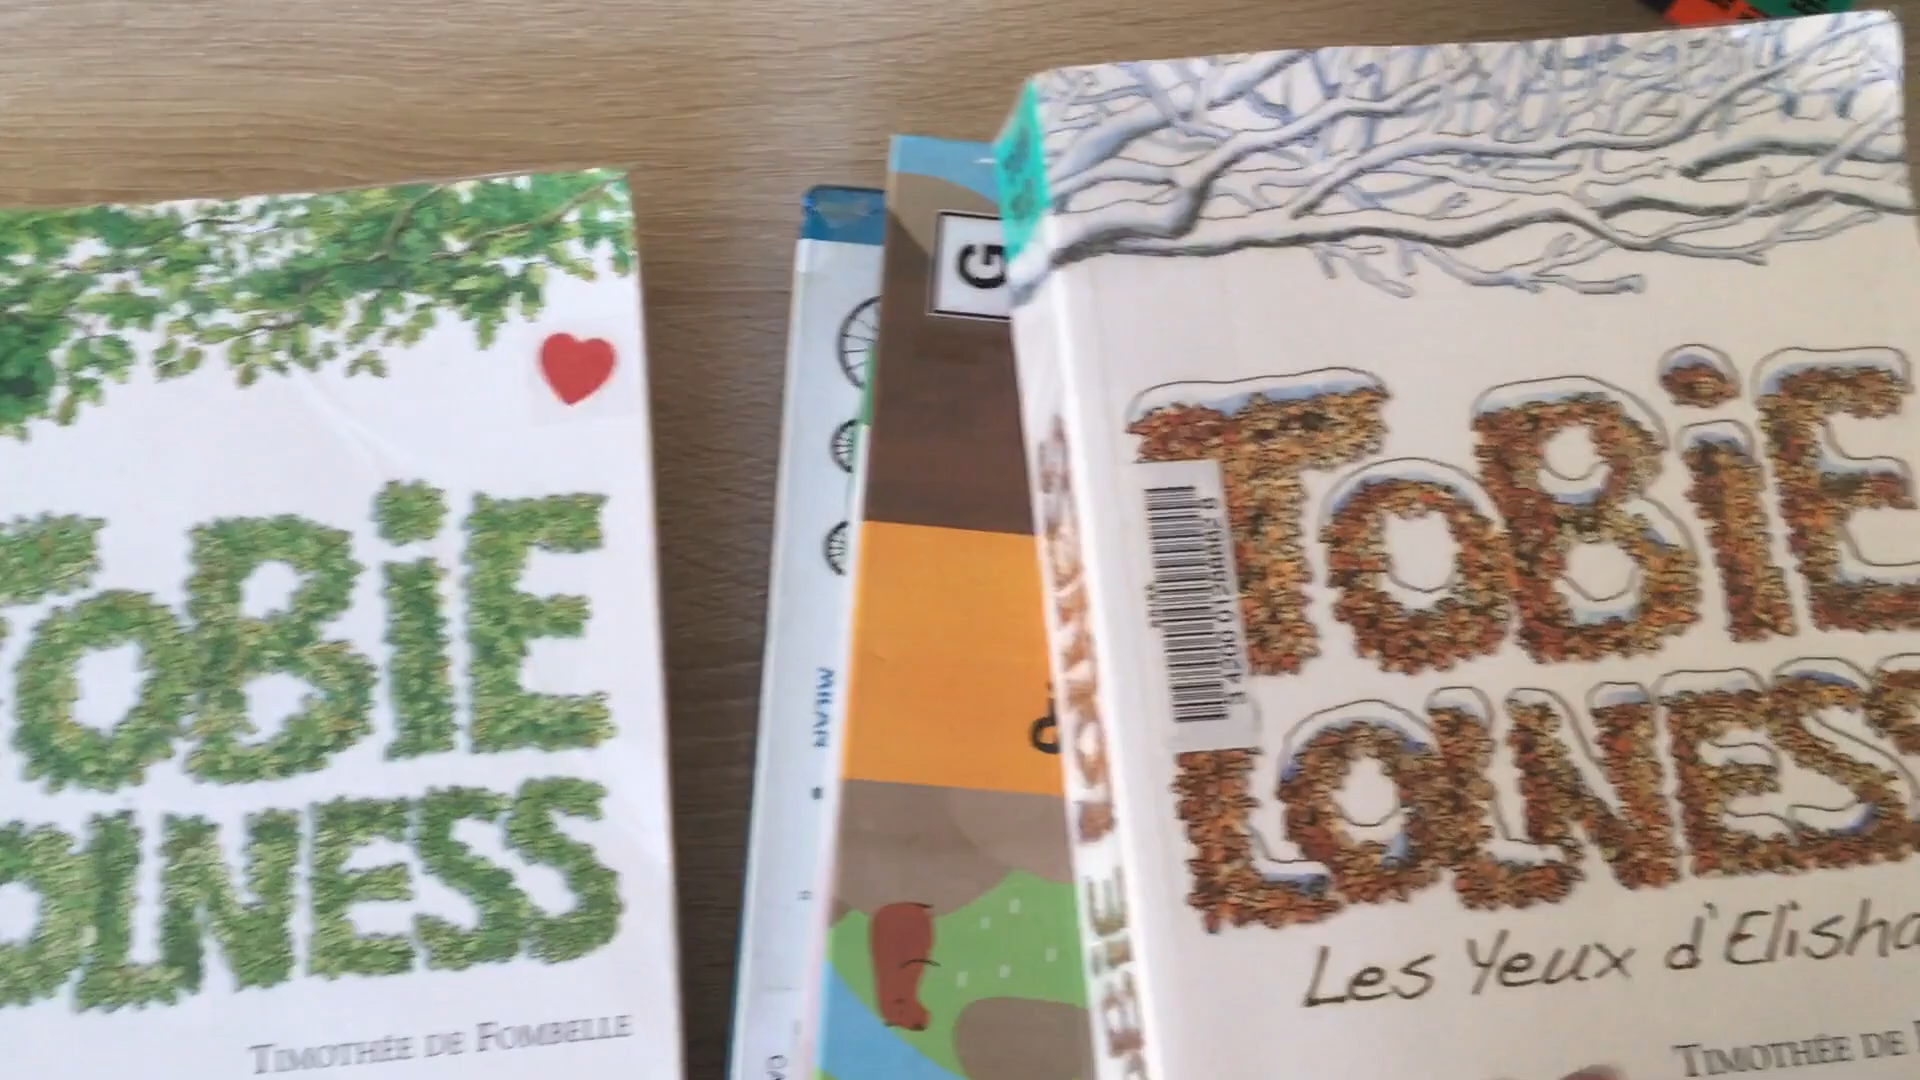 TOBIE
LOLNESS
TIMOTHÉE DE FOMBELLE
MILAN
G
TOBIE
LOLNESS
Les Yeux d'Elisha
TIMOTHÉE DE